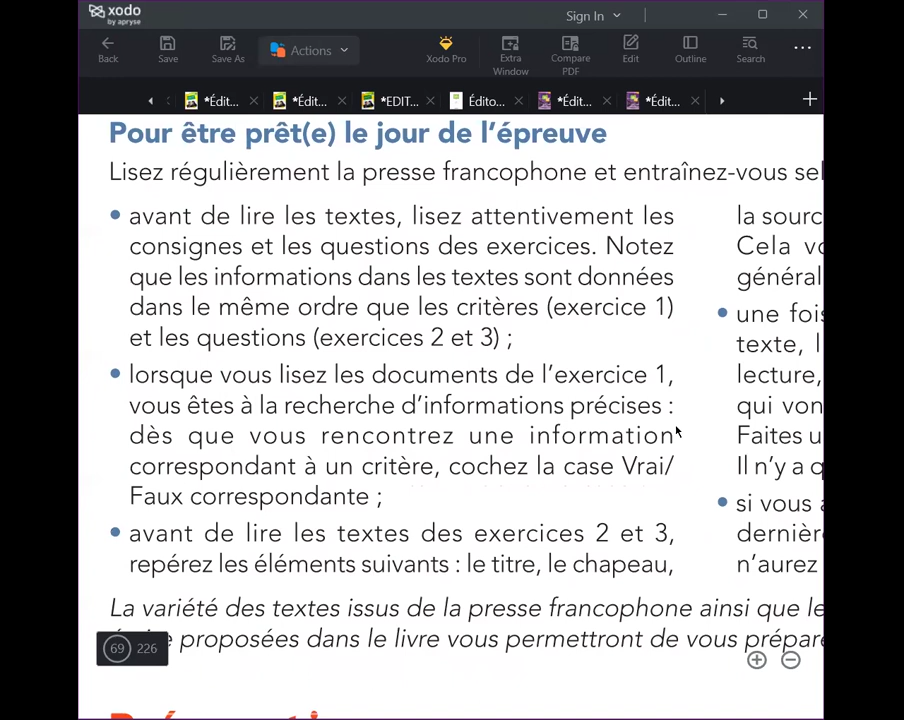 xodo
by apryse
Sign In
Back
Save
Save As
Actions
Xodo Pro
Extra
Window
Compare
PDF
Edit
Outline
Search
*Édit...
*Édit...
*EDIT...
Édito...
*Édit...
*Édit...
Pour être prêt(e) le jour de l'épreuve
Lisez régulièrement la presse francophone et entraînez-vous sel
• avant de lire les textes, lisez attentivement les
consignes et les questions des exercices. Notez
que les informations dans les textes sont données
dans le même ordre que les critères (exercice 1)
et les questions (exercices 2 et 3) ;
• lorsque vous lisez les documents de l'exercice 1,
vous êtes à la recherche d'informations précises :
dès que vous rencontrez une information
correspondant à un critère, cochez la case Vrai/
Faux correspondante ;
• avant de lire les textes des exercices 2 et 3,
repérez les éléments suivants : le titre, le chapeau,
la sourc
Cela vo
général
• une fois
texte, l
lecture,
qui von
Faites u
Il n'y a q
• si vous a
dernièr
n'aurez
La variété des textes issus de la presse francophone ainsi que le
proposées dans le livre vous permettront de vous prépare
69 226